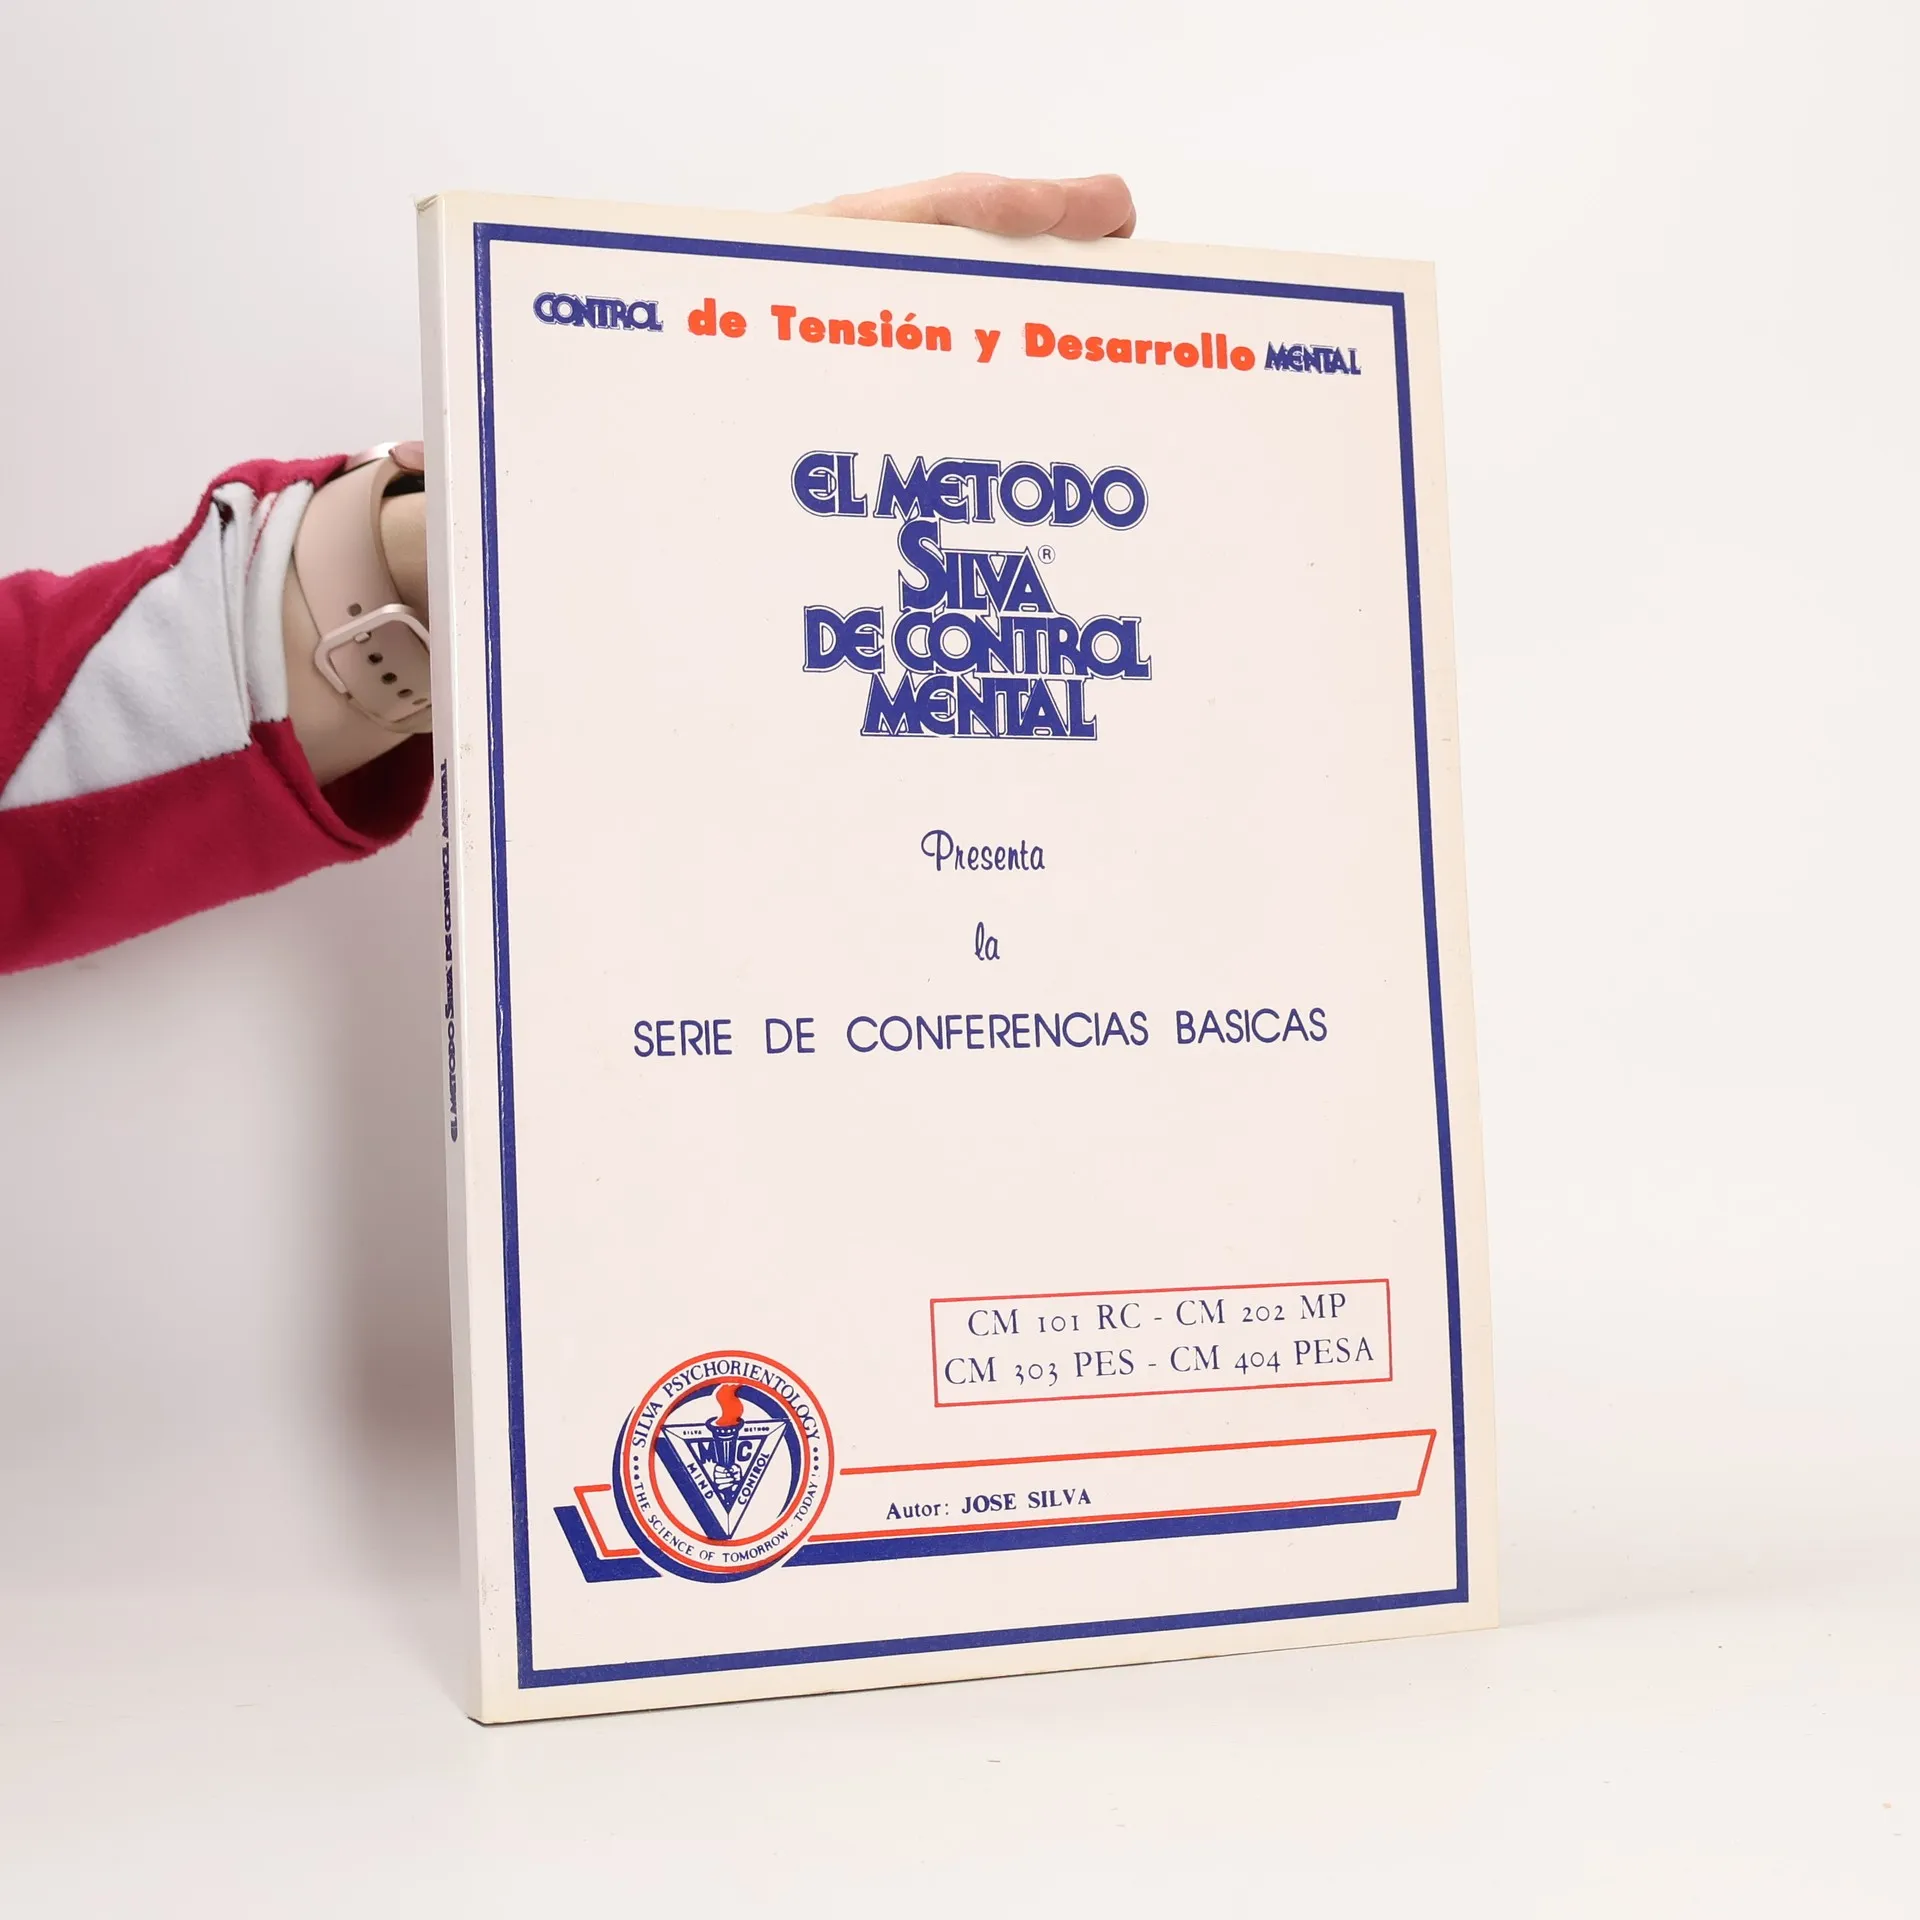 CONTROL de Tensión y Desarrollo MENTAL
EL METODO
SILVA®
DE CONTROL
MENTAL
Presenta
la
SERIE DE CONFERENCIAS BASICAS
CM 101 RC - CM 202 MP
CM 303 PES - CM 404 PESA
SILVA PSYCHORIENTOLOGY
SILVA METHOD
MC
MIND CONTROL
THE SCIENCE OF TOMORROW · TODAY!
Autor: JOSE SILVA
EL METODO SILVA DE CONTROL MENTAL